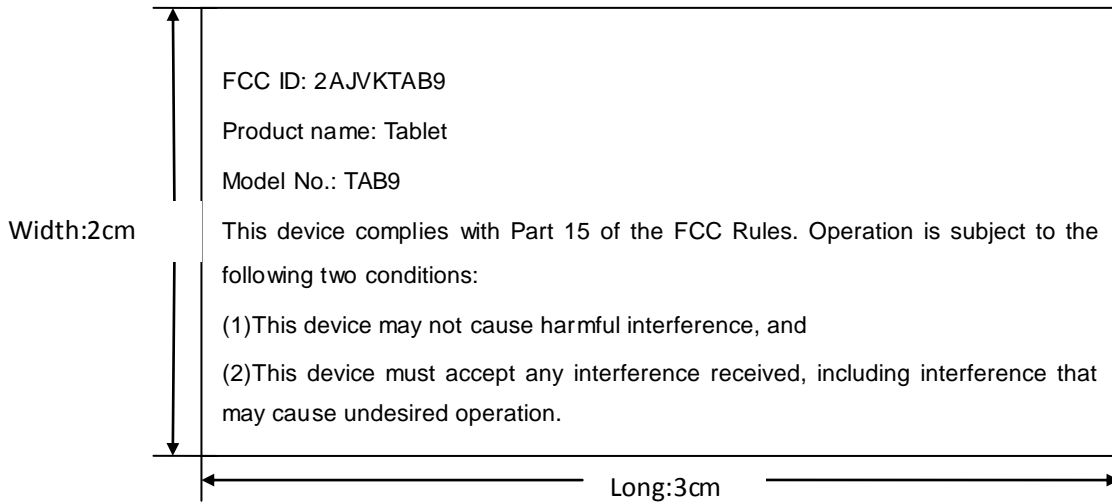 FCC ID: 2AJVKTAB9
Product name: Tablet
Model No.: TAB9
Width:2cm
This device complies with Part 15 of the FCC Rules. Operation is subject to the
following two conditions:
(1)This device may not cause harmful interference, and
(2)This device must accept any interference received, including interference that
may cause undesired operation.
Long:3cm